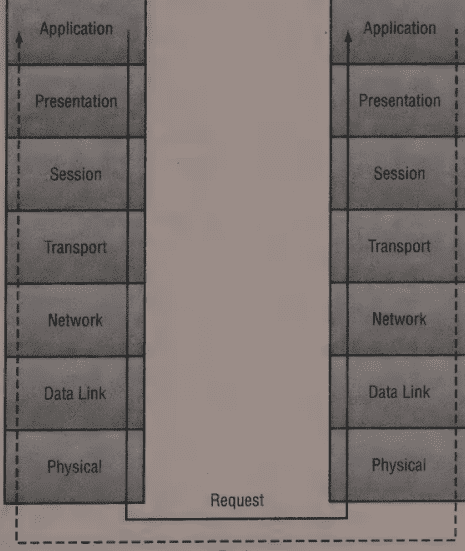 Application
Application
Presentation
Presentation
Session
Session
Transport
Transport
Network
Network
Data Link
Data Link
Physical
Physical
Request